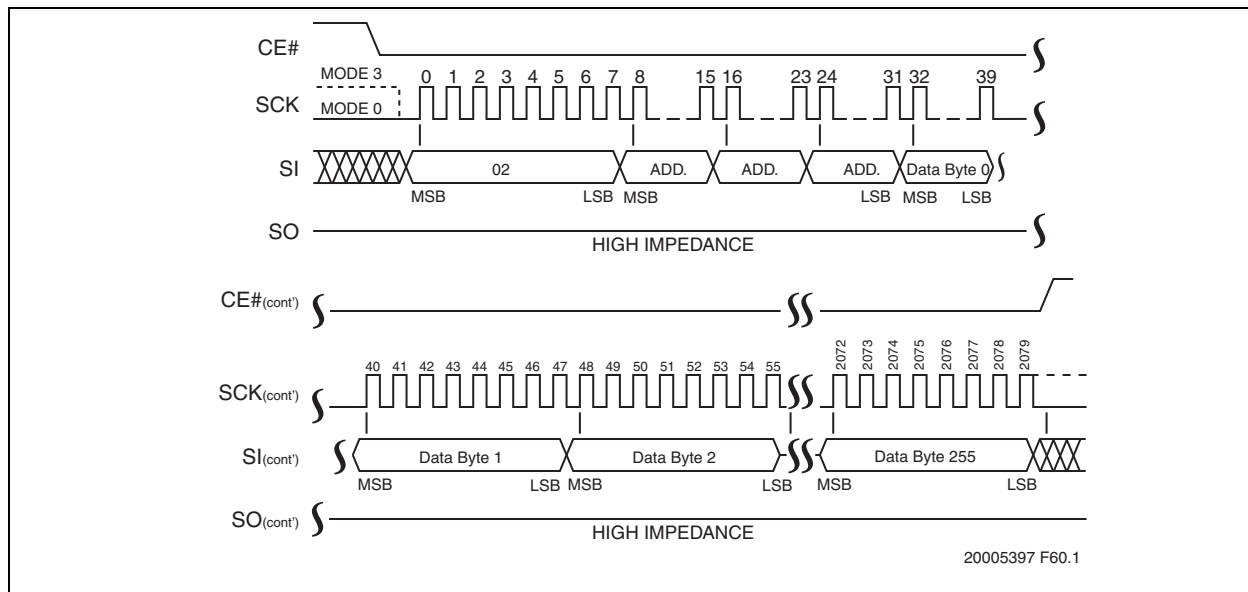 CE#
MODE 3
0 1 2 3 4 5 6 7 8 15 16 23 24 31 32 39
SCK
MODE 0
SI
02 ADD. ADD. ADD. Data Byte 0
MSB LSB MSB LSB MSB LSB
SO
HIGH IMPEDANCE
CE#(cont')
40 41 42 43 44 45 46 47 48 49 50 51 52 53 54 55 2072 2073 2074 2075 2076 2077 2078 2079
SCK(cont')
SI(cont')
Data Byte 1 Data Byte 2 Data Byte 255
MSB LSB MSB LSB MSB LSB
SO(cont')
HIGH IMPEDANCE
20005397 F60.1